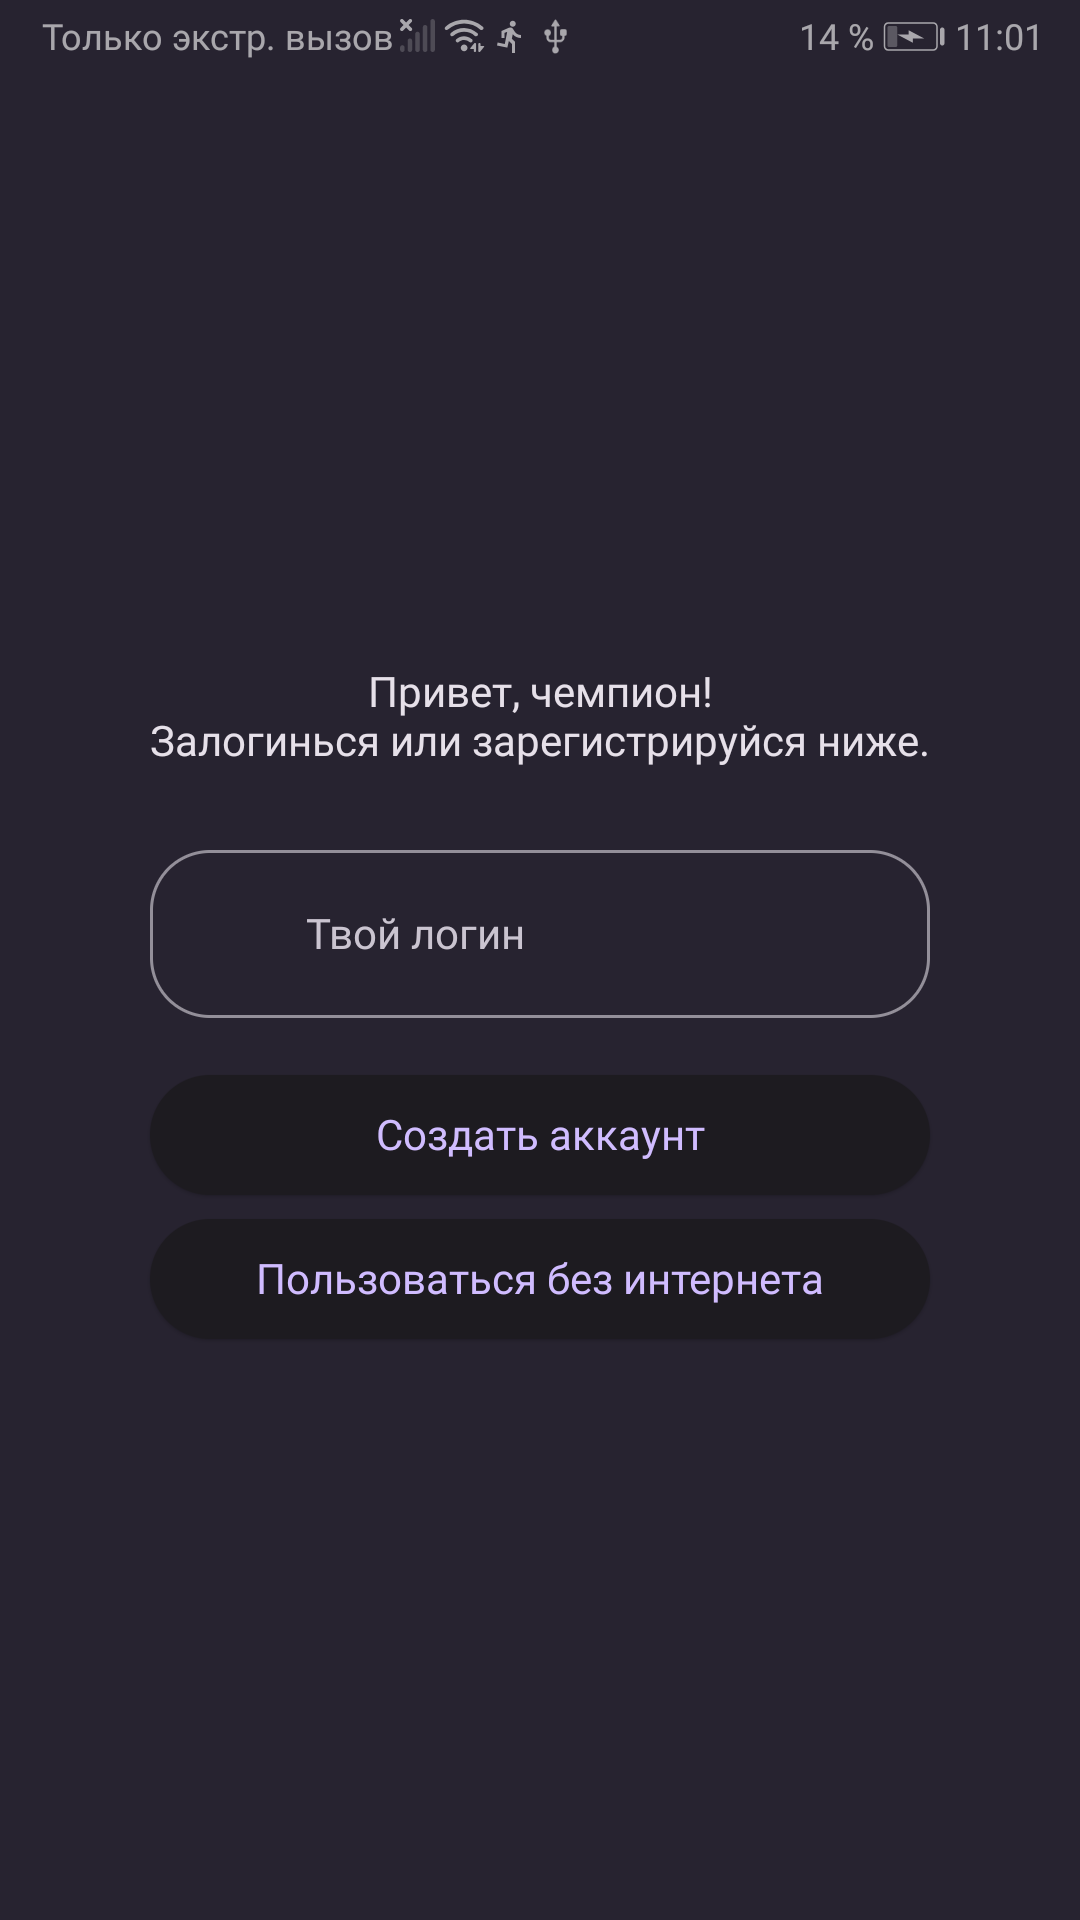 Только экстр. вызов 14 % 11:01
Привет, чемпион!
Залогинься или зарегистрируйся ниже.
Твой логин
Создать аккаунт
Пользоваться без интернета